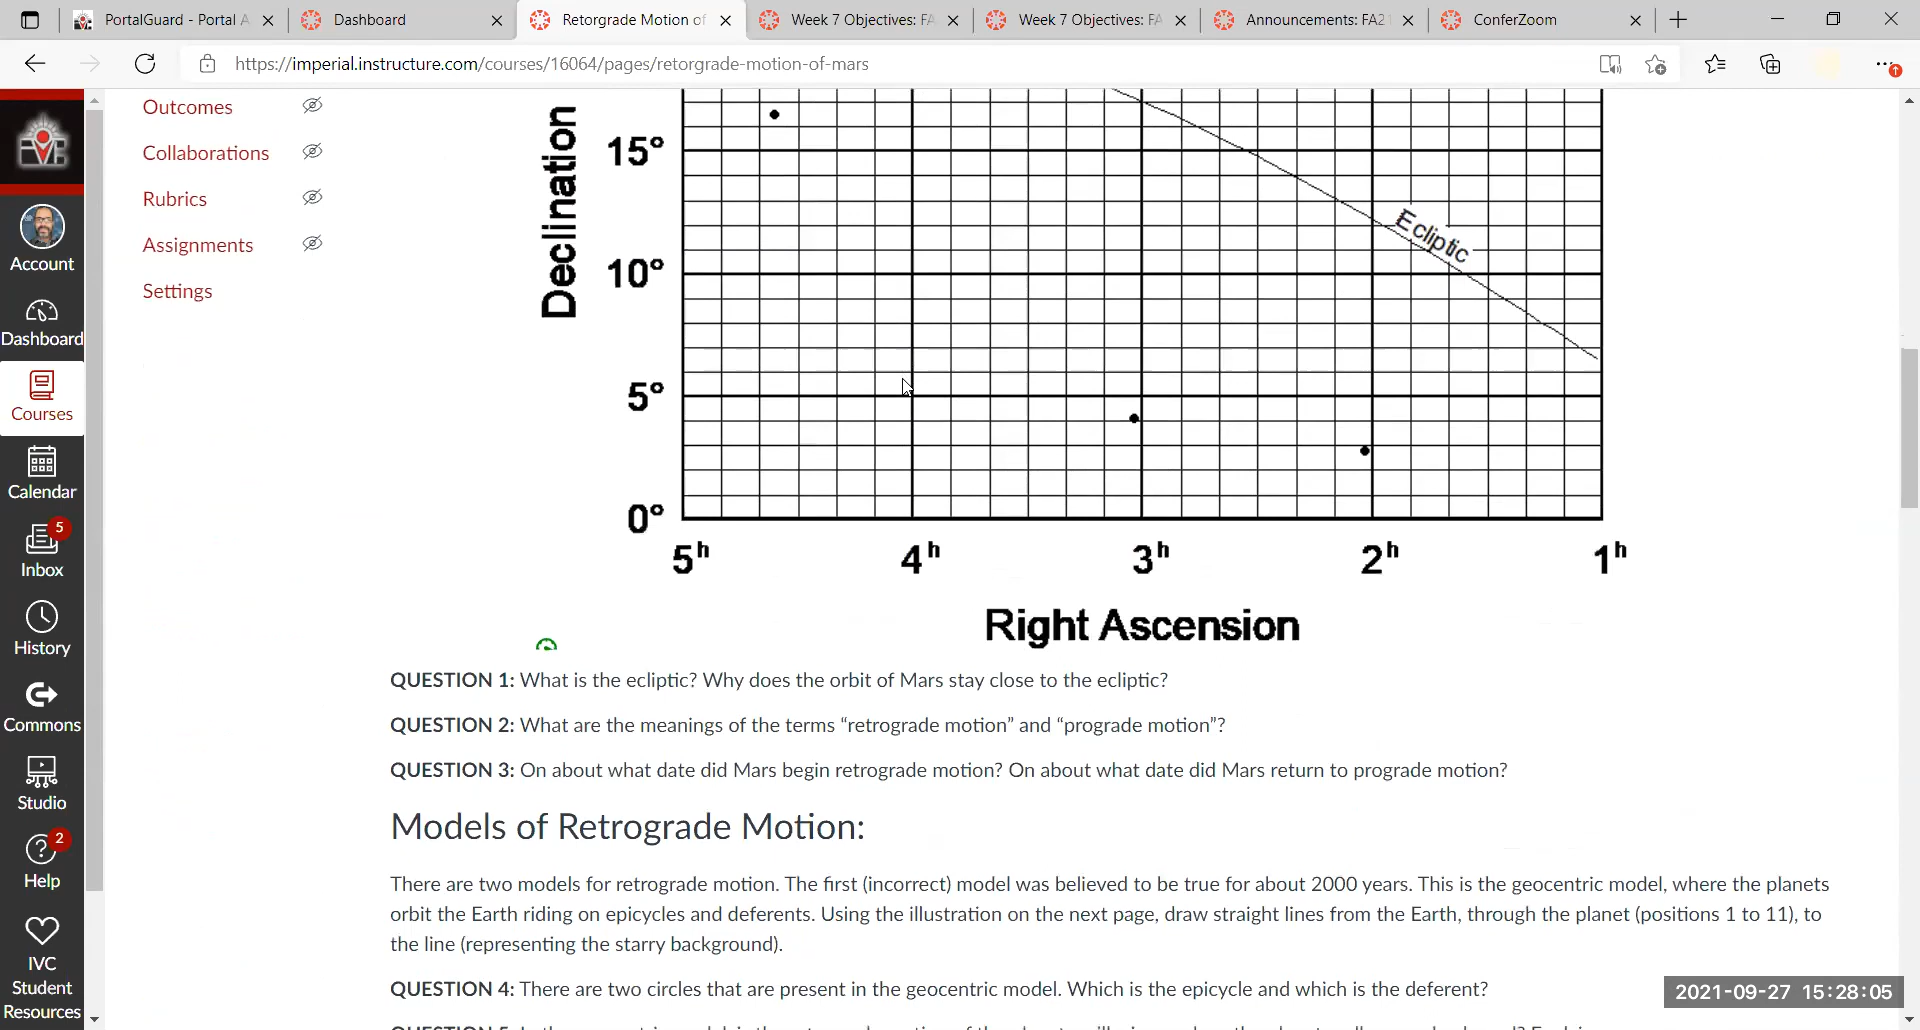 PortalGuard - Portal A
Dashboard
Retorgrade Motion of
Week 7 Objectives: FA
Week 7 Objectives: FA
Announcements: FA21
ConferZoom
https://imperial.instructure.com/courses/16064/pages/retorgrade-motion-of-mars
Account
Dashboard
Courses
Calendar
5
Inbox
History
Commons
Studio
2
Help
IVC
Student
Resources
Outcomes
Collaborations
Rubrics
Assignments
Settings
Declination
15°
10°
5°
0°
Ecliptic
5h 4h 3h 2h 1h
Right Ascension
QUESTION 1: What is the ecliptic? Why does the orbit of Mars stay close to the ecliptic?
QUESTION 2: What are the meanings of the terms “retrograde motion” and “prograde motion”?
QUESTION 3: On about what date did Mars begin retrograde motion? On about what date did Mars return to prograde motion?
Models of Retrograde Motion:
There are two models for retrograde motion. The first (incorrect) model was believed to be true for about 2000 years. This is the geocentric model, where the planets
orbit the Earth riding on epicycles and deferents. Using the illustration on the next page, draw straight lines from the Earth, through the planet (positions 1 to 11), to
the line (representing the starry background).
QUESTION 4: There are two circles that are present in the geocentric model. Which is the epicycle and which is the deferent?
2021-09-27 15:28:05